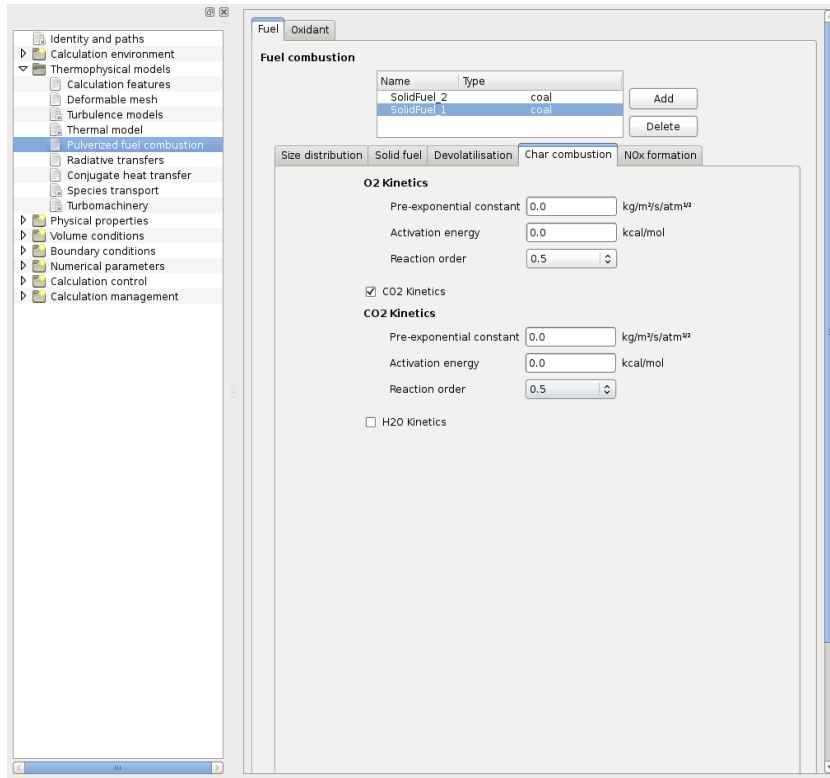 Identity and paths
Calculation environment
Thermophysical models
Calculation features
Deformable mesh
Turbulence models
Thermal model
Pulverized fuel combustion
Radiative transfers
Conjugate heat transfer
Species transport
Turbomachinery
Physical properties
Volume conditions
Boundary conditions
Numerical parameters
Calculation control
Calculation management
Fuel Oxidant
Fuel combustion
Name Type
SolidFuel_2 coal
SolidFuel_1 coal
Add
Delete
Size distribution Solid fuel Devolatilisation Char combustion NOx formation
O2 Kinetics
Pre-exponential constant 0.0 kg/m²/s/atm¹⁄²
Activation energy 0.0 kcal/mol
Reaction order 0.5
CO2 Kinetics
CO2 Kinetics
Pre-exponential constant 0.0 kg/m²/s/atm¹⁄²
Activation energy 0.0 kcal/mol
Reaction order 0.5
H2O Kinetics